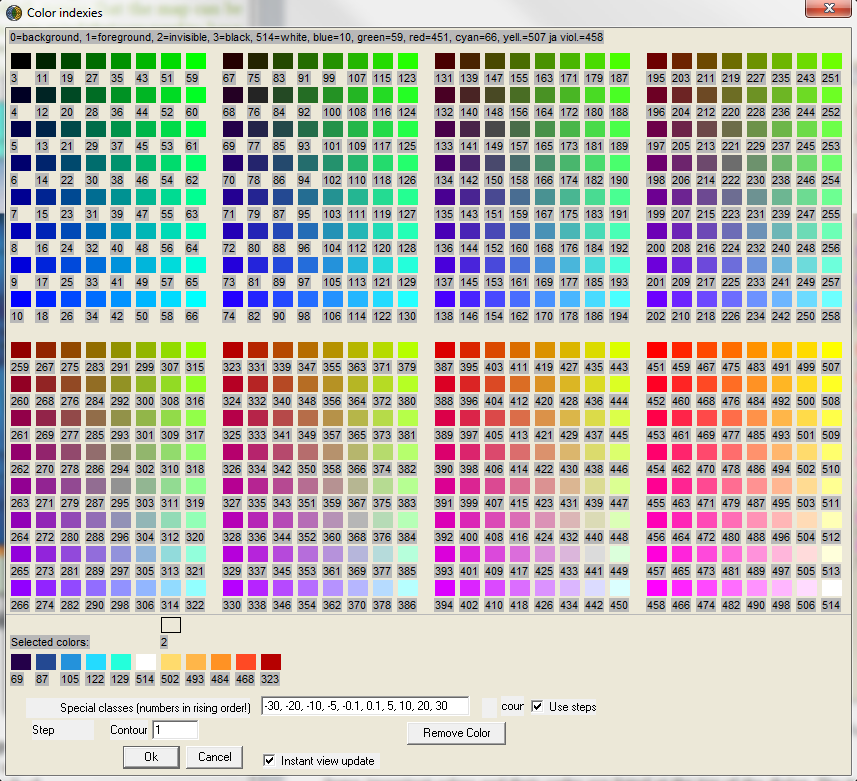 Color indexies
0=background, 1=foreground, 2=invisible, 3=black, 514=white, blue=10, green=59, red=451, cyan=66, yell.=507 ja viol.=458
3 11 19 27 35 43 51 59 67 75 83 91 99 107 115 123 131 139 147 155 163 171 179 187 195 203 211 219 227 235 243 251
4 12 20 28 36 44 52 60 68 76 84 92 100 108 116 124 132 140 148 156 164 172 180 188 196 204 212 220 228 236 244 252
5 13 21 29 37 45 53 61 69 77 85 93 101 109 117 125 133 141 149 157 165 173 181 189 197 205 213 221 229 237 245 253
6 14 22 30 38 46 54 62 70 78 86 94 102 110 118 126 134 142 150 158 166 174 182 190 198 206 214 222 230 238 246 254
7 15 23 31 39 47 55 63 71 79 87 95 103 111 119 127 135 143 151 159 167 175 183 191 199 207 215 223 231 239 247 255
8 16 24 32 40 48 56 64 72 80 88 96 104 112 120 128 136 144 152 160 168 176 184 192 200 208 216 224 232 240 248 256
9 17 25 33 41 49 57 65 73 81 89 97 105 113 121 129 137 145 153 161 169 177 185 193 201 209 217 225 233 241 249 257
10 18 26 34 42 50 58 66 74 82 90 98 106 114 122 130 138 146 154 162 170 178 186 194 202 210 218 226 234 242 250 258
259 267 275 283 291 299 307 315 323 331 339 347 355 363 371 379 387 395 403 411 419 427 435 443 451 459 467 475 483 491 499 507
260 268 276 284 292 300 308 316 324 332 340 348 356 364 372 380 388 396 404 412 420 428 436 444 452 460 468 476 484 492 500 508
261 269 277 285 293 301 309 317 325 333 341 349 357 365 373 381 389 397 405 413 421 429 437 445 453 461 469 477 485 493 501 509
262 270 278 286 294 302 310 318 326 334 342 350 358 366 374 382 390 398 406 414 422 430 438 446 454 462 470 478 486 494 502 510
263 271 279 287 295 303 311 319 327 335 343 351 359 367 375 383 391 399 407 415 423 431 439 447 455 463 471 479 487 495 503 511
264 272 280 288 296 304 312 320 328 336 344 352 360 368 376 384 392 400 408 416 424 432 440 448 456 464 472 480 488 496 504 512
265 273 281 289 297 305 313 321 329 337 345 353 361 369 377 385 393 401 409 417 425 433 441 449 457 465 473 481 489 497 505 513
266 274 282 290 298 306 314 322 330 338 346 354 362 370 378 386 394 402 410 418 426 434 442 450 458 466 474 482 490 498 506 514
Selected colors: 2
69 87 105 122 129 514 502 493 484 468 323
Special classes (numbers in rising order!) -30, -20, -10, -5, -0.1, 0.1, 5, 10, 20, 30 cour Use steps
Step Contour 1 Remove Color
Ok Cancel Instant view update